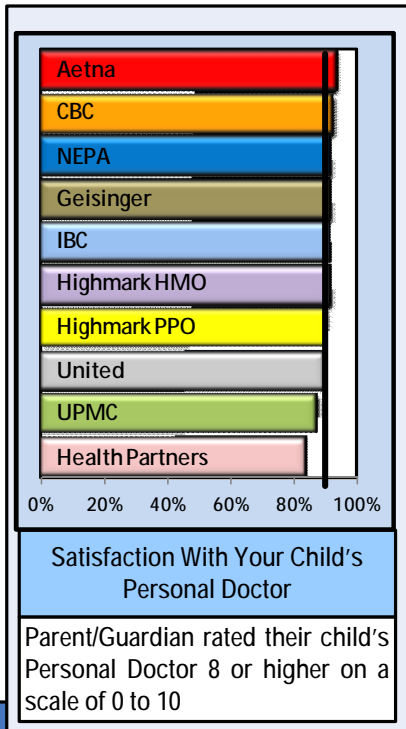 Aetna
CBC
NEPA
Geisinger
IBC
Highmark HMO
Highmark PPO
United
UPMC
Health Partners
0% 20% 40% 60% 80% 100%
Satisfaction With Your Child's
Personal Doctor
Parent/Guardian rated their child's
Personal Doctor 8 or higher on a
scale of 0 to 10